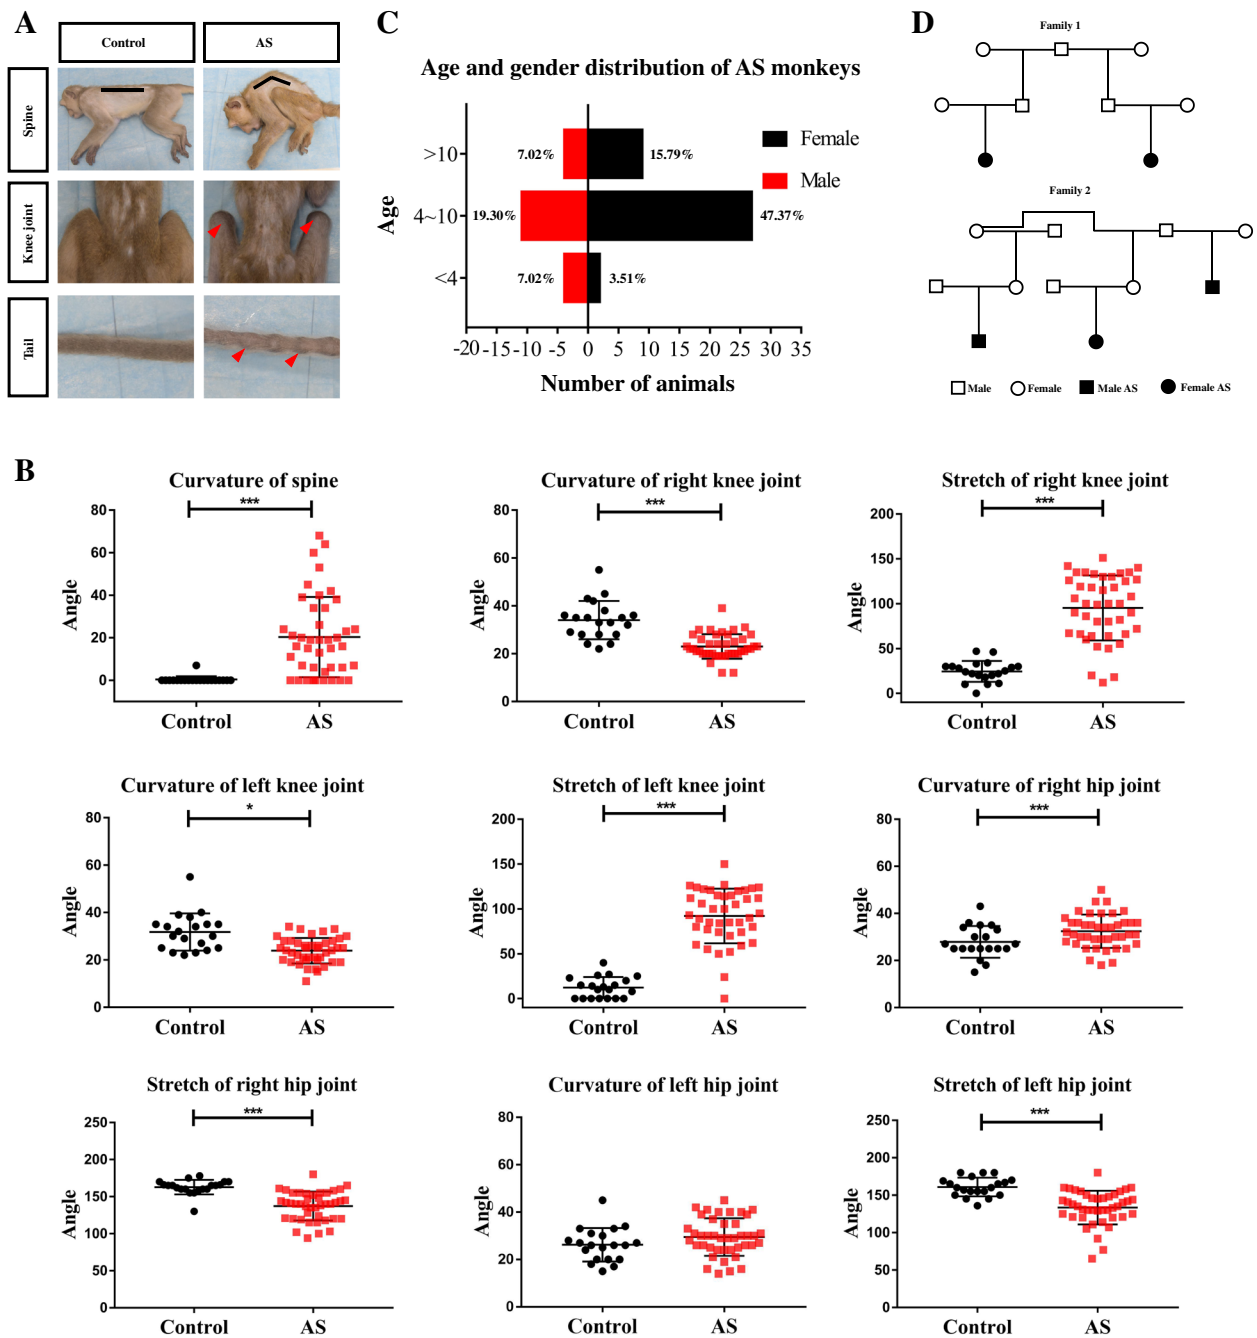 A
Control
AS
Spine
Knee joint
Tail
C
Age and gender distribution of AS monkeys
Age
>10
4~10
<4
7.02%
15.79%
19.30%
47.37%
7.02%
3.51%
Female
Male
-20 -15 -10 -5 0 5 10 15 20 25 30 35
Number of animals
D
Family 1
Family 2
Male
Female
Male AS
Female AS
B
Curvature of spine
***
Angle
80
60
40
20
0
Control
AS
Curvature of right knee joint
***
Angle
80
60
40
20
0
Control
AS
Stretch of right knee joint
***
Angle
200
150
100
50
0
Control
AS
Curvature of left knee joint
*
Angle
80
60
40
20
0
Control
AS
Stretch of left knee joint
***
Angle
200
150
100
50
0
Control
AS
Curvature of right hip joint
***
Angle
80
60
40
20
0
Control
AS
Stretch of right hip joint
***
Angle
250
200
150
100
50
0
Control
AS
Curvature of left hip joint
Angle
80
60
40
20
0
Control
AS
Stretch of left hip joint
***
Angle
250
200
150
100
50
0
Control
AS